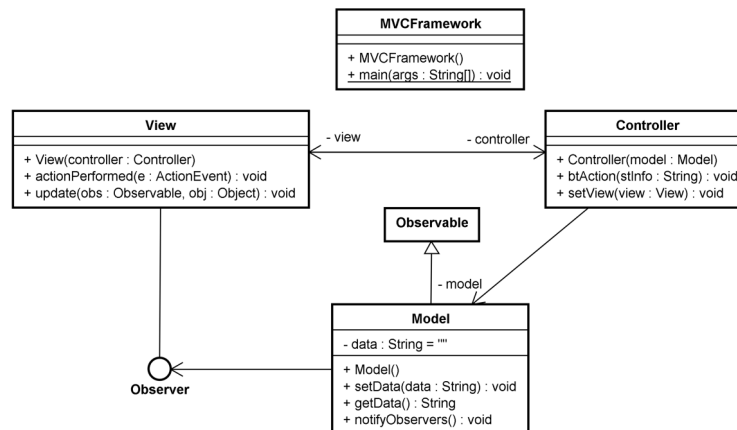 MVCFramework
+ MVCFramework()
+ main(args : String[]) : void
View
+ View(controller : Controller)
+ actionPerformed(e : ActionEvent) : void
+ update(obs : Observable, obj : Object) : void
- view
- controller
Controller
+ Controller(model : Model)
+ btAction(stInfo : String) : void
+ setView(view : View) : void
Observable
- model
Model
- data : String = ""
+ Model()
+ setData(data : String) : void
+ getData() : String
+ notifyObservers() : void
Observer